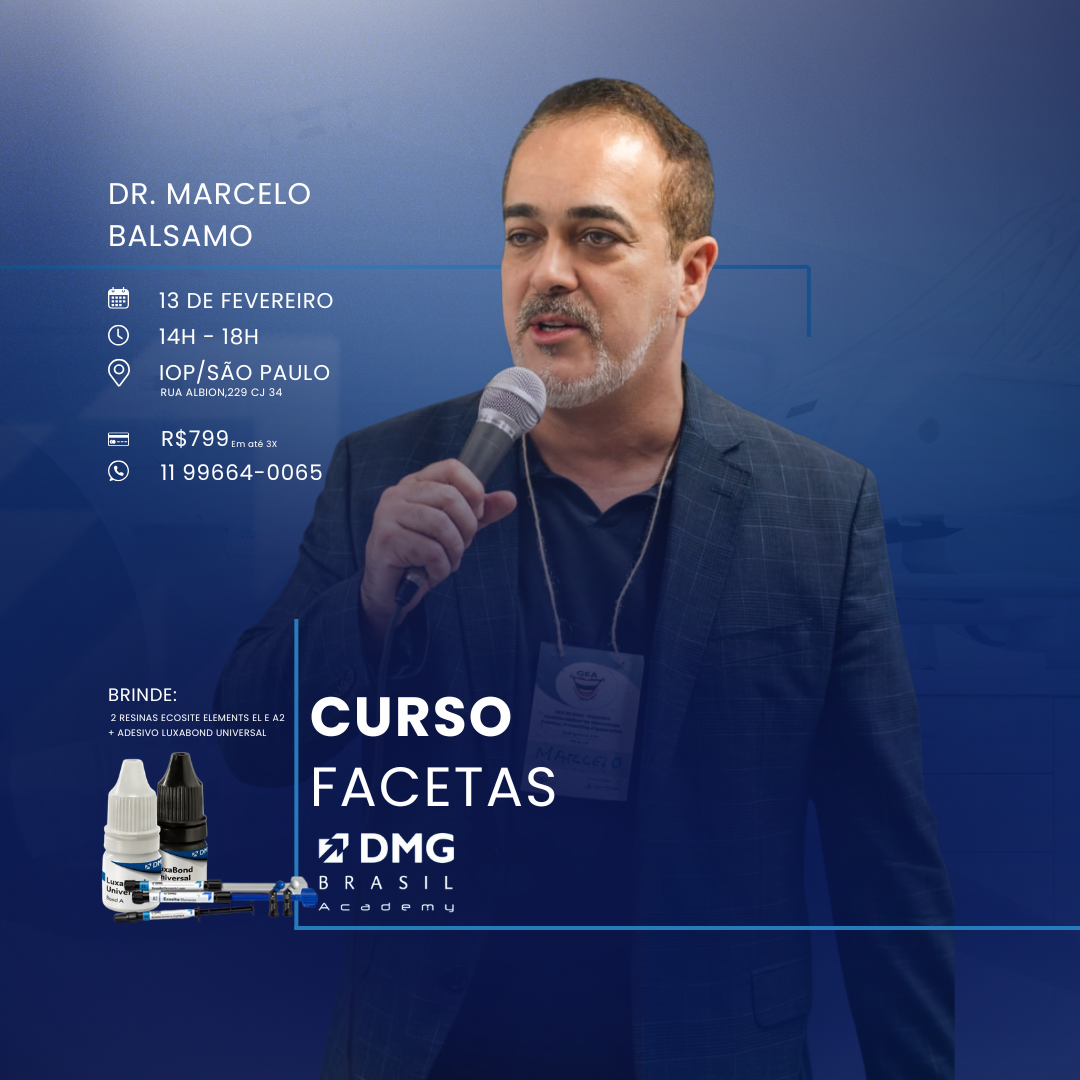 DR. MARCELO
BALSAMO
13 DE FEVEREIRO
14H - 18H
IOP/SÃO PAULO
RUA ALBION,229 CJ 34
R$799 Em até 3X
11 99664-0065
BRINDE:
2 RESINAS ECOSITE ELEMENTS EL E A2
+ ADESIVO LUXABOND UNIVERSAL
CURSO
FACETAS
DMG
BRASIL
Academy
GEA
MARCELO